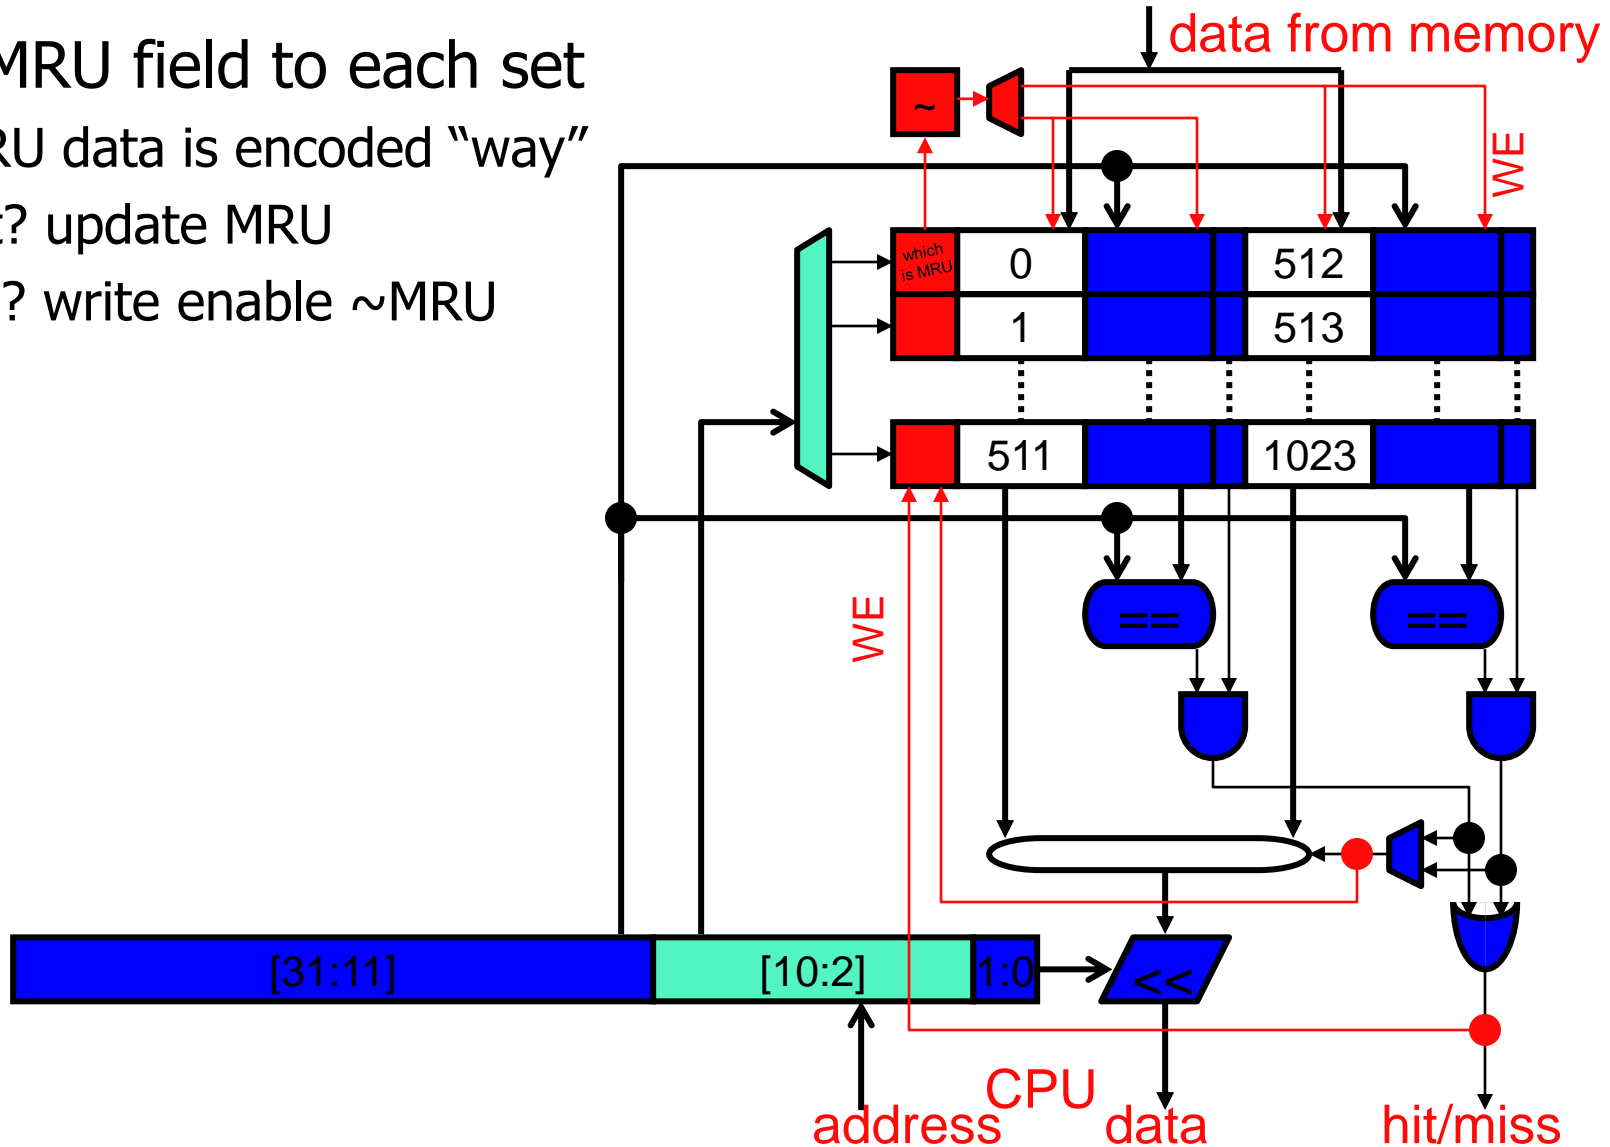 MRU field to each set
RU data is encoded “way”
t? update MRU
? write enable ~MRU
data from memory
~
WE
which
is MRU
0
512
1
513
511
1023
WE
==
==
[31:11]
[10:2]
1:0
<<
CPU
address
data
hit/miss